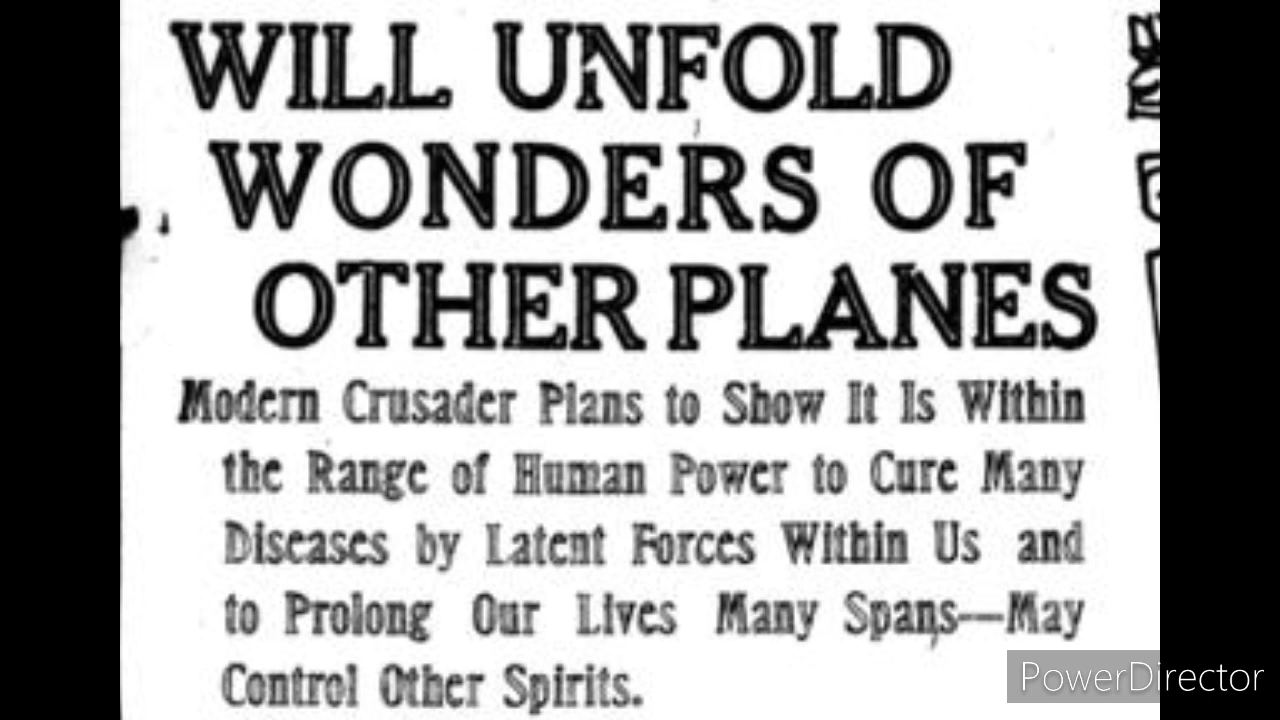 WILL UNFOLD
WONDERS OF
OTHER PLANES
Modern Crusader Plans to Show It Is Within
the Range of Human Power to Cure Many
Diseases by Latent Forces Within Us and
to Prolong Our Lives Many Spans—May
Control Other Spirits.
PowerDirector